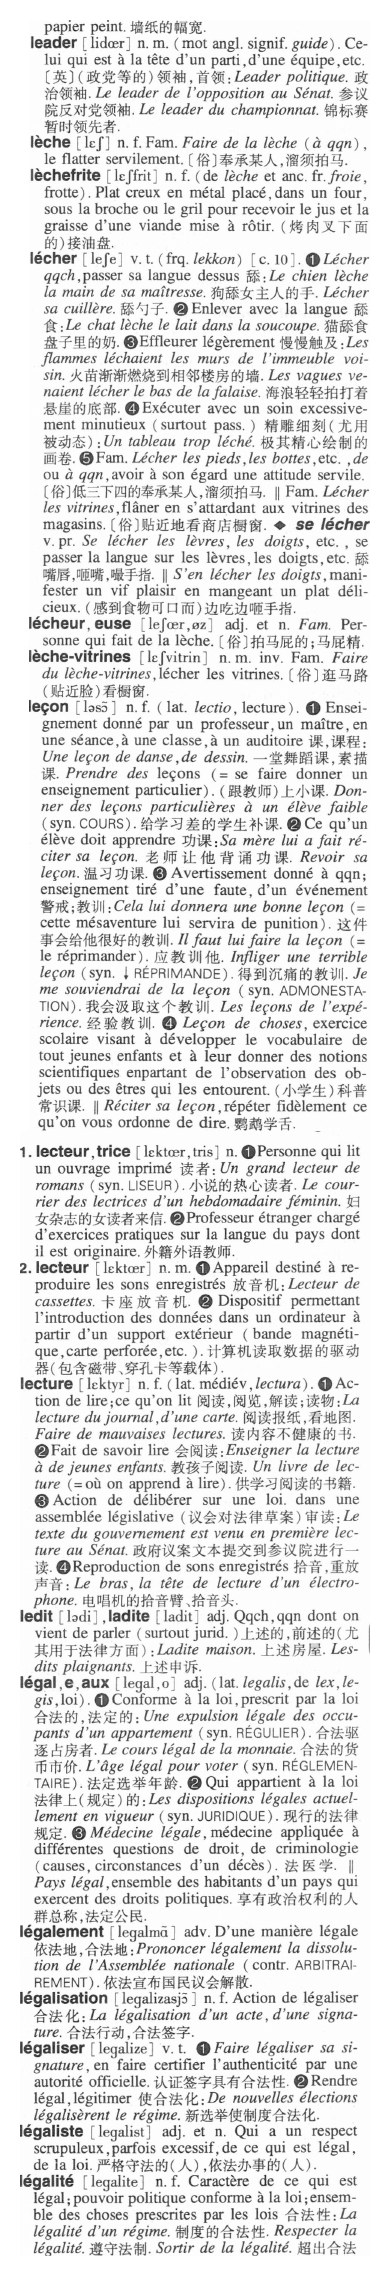 papier peint. 墙纸的幅宽.
leader [lidœr] n. m. (mot angl. signif. guide). Ce-
lui qui est à la tête d'un parti, d'une équipe, etc.
[英](政党等的)领袖,首领:Leader politique. 政
治领袖. Le leader de l'opposition au Sénat. 参议
院反对党领袖. Le leader du championnat. 锦标赛
暂时领先者.
lèche [lɛʃ] n. f. Fam. Faire de la lèche (à qqn),
le flatter servilement. [俗]奉承某人,溜须拍马.
lèchefrite [lɛʃfrit] n. f. (de lèche et anc. fr. froie,
frotte). Plat creux en métal placé, dans un four,
sous la broche ou le gril pour recevoir le jus et la
graisse d'une viande mise à rôtir. (烤肉叉下面
的)接油盘.
lécher [leʃe] v. t. (frq. lekkon) [c. 10]. ❶ Lécher
qqch, passer sa langue dessus 舔:Le chien lèche
la main de sa maîtresse. 狗舔女主人的手. Lécher
sa cuillère. 舔勺子. ❷ Enlever avec la langue 舔
食:Le chat lèche le lait dans la soucoupe. 猫舔食
盘子里的奶. ❸ Effleurer légèrement 慢慢触及:Les
flammes léchaient les murs de l'immeuble voi-
sin. 火苗渐渐燃烧到相邻楼房的墙. Les vagues ve-
naient lécher le bas de la falaise. 海浪轻轻拍打着
悬崖的底部. ❹ Exécuter avec un soin excessive-
ment minutieux (surtout pass.) 精雕细刻(尤用
被动态):Un tableau trop léché. 极其精心绘制的
画卷. ❺ Fam. Lécher les pieds, les bottes, etc., de
ou à qqn, avoir à son égard une attitude servile.
[俗]低三下四的奉承某人,溜须拍马. ‖ Fam. Lécher
les vitrines, flâner en s'attardant aux vitrines des
magasins. [俗]贴近地看商店橱窗. ◆ se lécher
v. pr. Se lécher les lèvres, les doigts, etc., se
passer la langue sur les lèvres, les doigts, etc. 舔
嘴唇,咂嘴,嘬手指. ‖ S'en lécher les doigts, mani-
fester un vif plaisir en mangeant un plat déli-
cieux. (感到食物可口而)边吃边咂手指.
lécheur, euse [leʃœr, øz] adj. et n. Fam. Per-
sonne qui fait de la lèche. [俗]拍马屁的;马屁精.
lèche-vitrines [lɛʃvitrin] n. m. inv. Fam. Faire
du lèche-vitrines, lécher les vitrines. [俗]逛马路
(贴近脸)看橱窗.
leçon [ləsɔ̃] n. f. (lat. lectio, lecture). ❶ Ensei-
gnement donné par un professeur, un maître, en
une séance, à une classe, à un auditoire 课,课程:
Une leçon de danse, de dessin. 一堂舞蹈课,素描
课. Prendre des leçons (= se faire donner un
enseignement particulier). (跟教师)上小课. Don-
ner des leçons particulières à un élève faible
(syn. COURS). 给学习差的学生补课. ❷ Ce qu'un
élève doit apprendre 功课:Sa mère lui a fait ré-
citer sa leçon. 老师让他背诵功课. Revoir sa
leçon. 温习功课. ❸ Avertissement donné à qqn;
enseignement tiré d'une faute, d'un événement
警戒;教训:Cela lui donnera une bonne leçon (=
cette mésaventure lui servira de punition). 这件
事会给他很好的教训. Il faut lui faire la leçon (=
le réprimander). 应教训他. Infliger une terrible
leçon (syn. ↓ RÉPRIMANDE). 得到沉痛的教训. Je
me souviendrai de la leçon (syn. ADMONESTA-
TION). 我会汲取这个教训. Les leçons de l'expé-
rience. 经验教训. ❹ Leçon de choses, exercice
scolaire visant à développer le vocabulaire de
tout jeunes enfants et à leur donner des notions
scientifiques enpartant de l'observation des ob-
jets ou des êtres qui les entourent. (小学生)科普
常识课. ‖ Réciter sa leçon, répéter fidèlement ce
qu'on vous ordonne de dire. 鹦鹉学舌.
1. lecteur, trice [lɛktœr, tris] n. ❶ Personne qui lit
un ouvrage imprimé 读者:Un grand lecteur de
romans (syn. LISEUR). 小说的热心读者. Le cour-
rier des lectrices d'un hebdomadaire féminin. 妇
女杂志的女读者来信. ❷ Professeur étranger chargé
d'exercices pratiques sur la langue du pays dont
il est originaire. 外籍外语教师.
2. lecteur [lɛktœr] n. m. ❶ Appareil destiné à re-
produire les sons enregistrés 放音机:Lecteur de
cassettes. 卡座放音机. ❷ Dispositif permettant
l'introduction des données dans un ordinateur à
partir d'un support extérieur (bande magnéti-
que, carte perforée, etc.). 计算机读取数据的驱动
器(包含磁带、穿孔卡等载体).
lecture [lɛktyr] n. f. (lat. médiév, lectura). ❶ Ac-
tion de lire; ce qu'on lit 阅读,阅览,解读;读物:La
lecture du journal, d'une carte. 阅读报纸,看地图.
Faire de mauvaises lectures. 读内容不健康的书.
❷ Fait de savoir lire 会阅读:Enseigner la lecture
à de jeunes enfants. 教孩子阅读. Un livre de lec-
ture (= où on apprend à lire). 供学习阅读的书籍.
❸ Action de délibérer sur une loi. dans une
assemblée législative (议会对法律草案)审读:Le
texte du gouvernement est venu en première lec-
ture au Sénat. 政府议案文本提交到参议院进行一
读. ❹ Reproduction de sons enregistrés 拾音,重放
声音:Le bras, la tête de lecture d'un électro-
phone. 电唱机的拾音臂、拾音头.
ledit [lədi], ladite [ladit] adj. Qqch, qqn dont on
vient de parler (surtout jurid.) 上述的,前述的(尤
其用于法律方面):Ladite maison. 上述房屋. Les-
dits plaignants. 上述申诉.
légal, e, aux [legal, o] adj. (lat. legalis, de lex, le-
gis, loi). ❶ Conforme à la loi, prescrit par la loi
合法的,法定的:Une expulsion légale des occu-
pants d'un appartement (syn. RÉGULIER). 合法驱
逐占房者. Le cours légal de la monnaie. 合法的货
币市价. L'âge légal pour voter (syn. RÉGLEMEN-
TAIRE). 法定选举年龄. ❷ Qui appartient à la loi
法律上(规定)的:Les dispositions légales actuel-
lement en vigueur (syn. JURIDIQUE). 现行的法律
规定. ❸ Médecine légale, médecine appliquée à
différentes questions de droit, de criminologie
(causes, circonstances d'un décès). 法医学. ‖
Pays légal, ensemble des habitants d'un pays qui
exercent des droits politiques. 享有政治权利的人
群总称,法定公民.
légalement [legalmɑ̃] adv. D'une manière légale
依法地,合法地:Prononcer légalement la dissolu-
tion de l'Assemblée nationale (contr. ARBITRAI-
REMENT). 依法宣布国民议会解散.
légalisation [legalizasjɔ̃] n. f. Action de légaliser
合法化:La légalisation d'un acte, d'une signa-
ture. 合法行动,合法签字.
légaliser [legalize] v. t. ❶ Faire légaliser sa si-
gnature, en faire certifier l'authenticité par une
autorité officielle. 认证签字具有合法性. ❷ Rendre
légal, légitimer 使合法化:De nouvelles élections
légalisèrent le régime. 新选举使制度合法化.
légaliste [legalist] adj. et n. Qui a un respect
scrupuleux, parfois excessif, de ce qui est légal,
de la loi. 严格守法的(人),依法办事的(人).
légalité [legalite] n. f. Caractère de ce qui est
légal; pouvoir politique conforme à la loi; ensem-
ble des choses prescrites par les lois 合法性:La
légalité d'un régime. 制度的合法性. Respecter la
légalité. 遵守法制. Sortir de la légalité. 超出合法